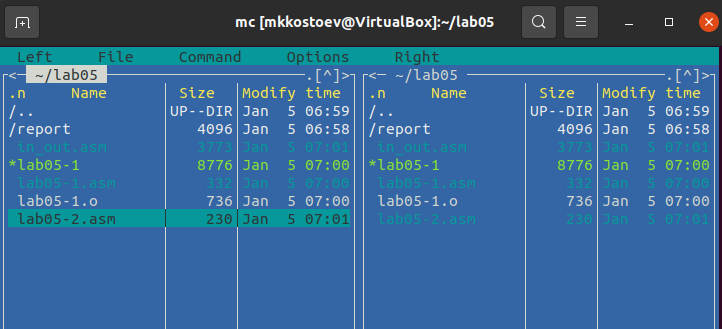 mc [mkkostoev@VirtualBox]:~/lab05
Left File Command Options Right
<— ~/lab05 .[^]> <— ~/lab05 .[^]>
.n Name Size Modify time .n Name Size Modify time
/.. UP--DIR Jan 5 06:59 /.. UP--DIR Jan 5 06:59
/report 4096 Jan 5 06:58 /report 4096 Jan 5 06:58
in_out.asm 3773 Jan 5 07:01 in_out.asm 3773 Jan 5 07:01
*lab05-1 8776 Jan 5 07:00 *lab05-1 8776 Jan 5 07:00
lab05-1.asm 332 Jan 5 07:00 lab05-1.asm 332 Jan 5 07:00
lab05-1.o 736 Jan 5 07:00 lab05-1.o 736 Jan 5 07:00
lab05-2.asm 230 Jan 5 07:01 lab05-2.asm 230 Jan 5 07:01